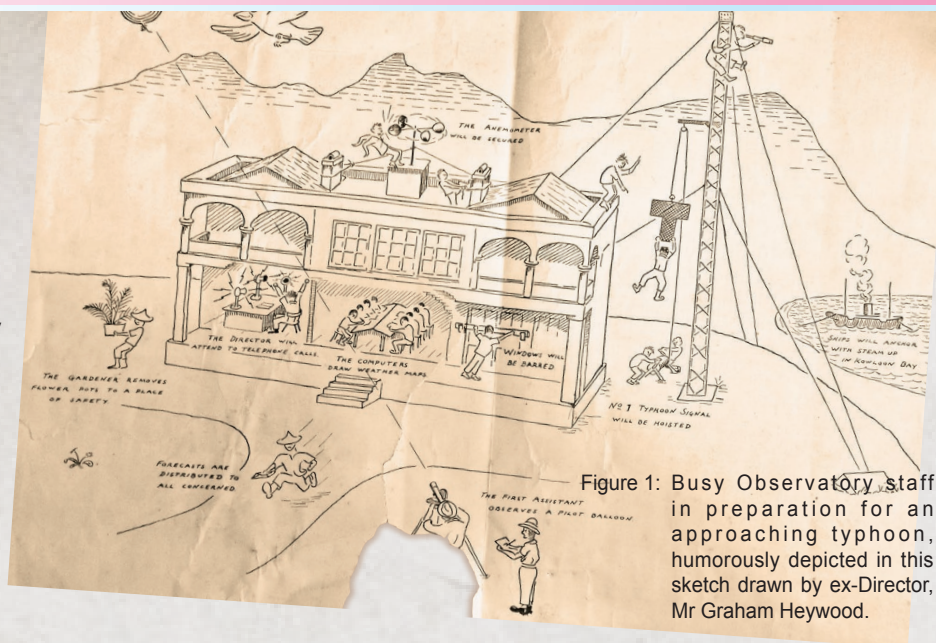 THE ANEMOMETER
WILL BE SECURED
THE DIRECTOR WILL
ATTEND TO TELEPHONE CALLS.
THE COMPUTERS
DRAW WEATHER MAPS
WINDOWS WILL
BE BARRED
SHIPS WILL ANCHOR
WITH STEAM UP
IN KOWLOON BAY
THE GARDENER REMOVES
FLOWER POTS TO A PLACE
OF SAFETY.
Nº 1 TYPHOON SIGNAL
WILL BE HOISTED
FORECASTS ARE
DISTRIBUTED TO
ALL CONCERNED.
THE FIRST ASSISTANT
OBSERVES A PILOT BALLOON
Figure 1: Busy Observatory staff
in preparation for an
approaching typhoon,
humorously depicted in this
sketch drawn by ex-Director,
Mr Graham Heywood.